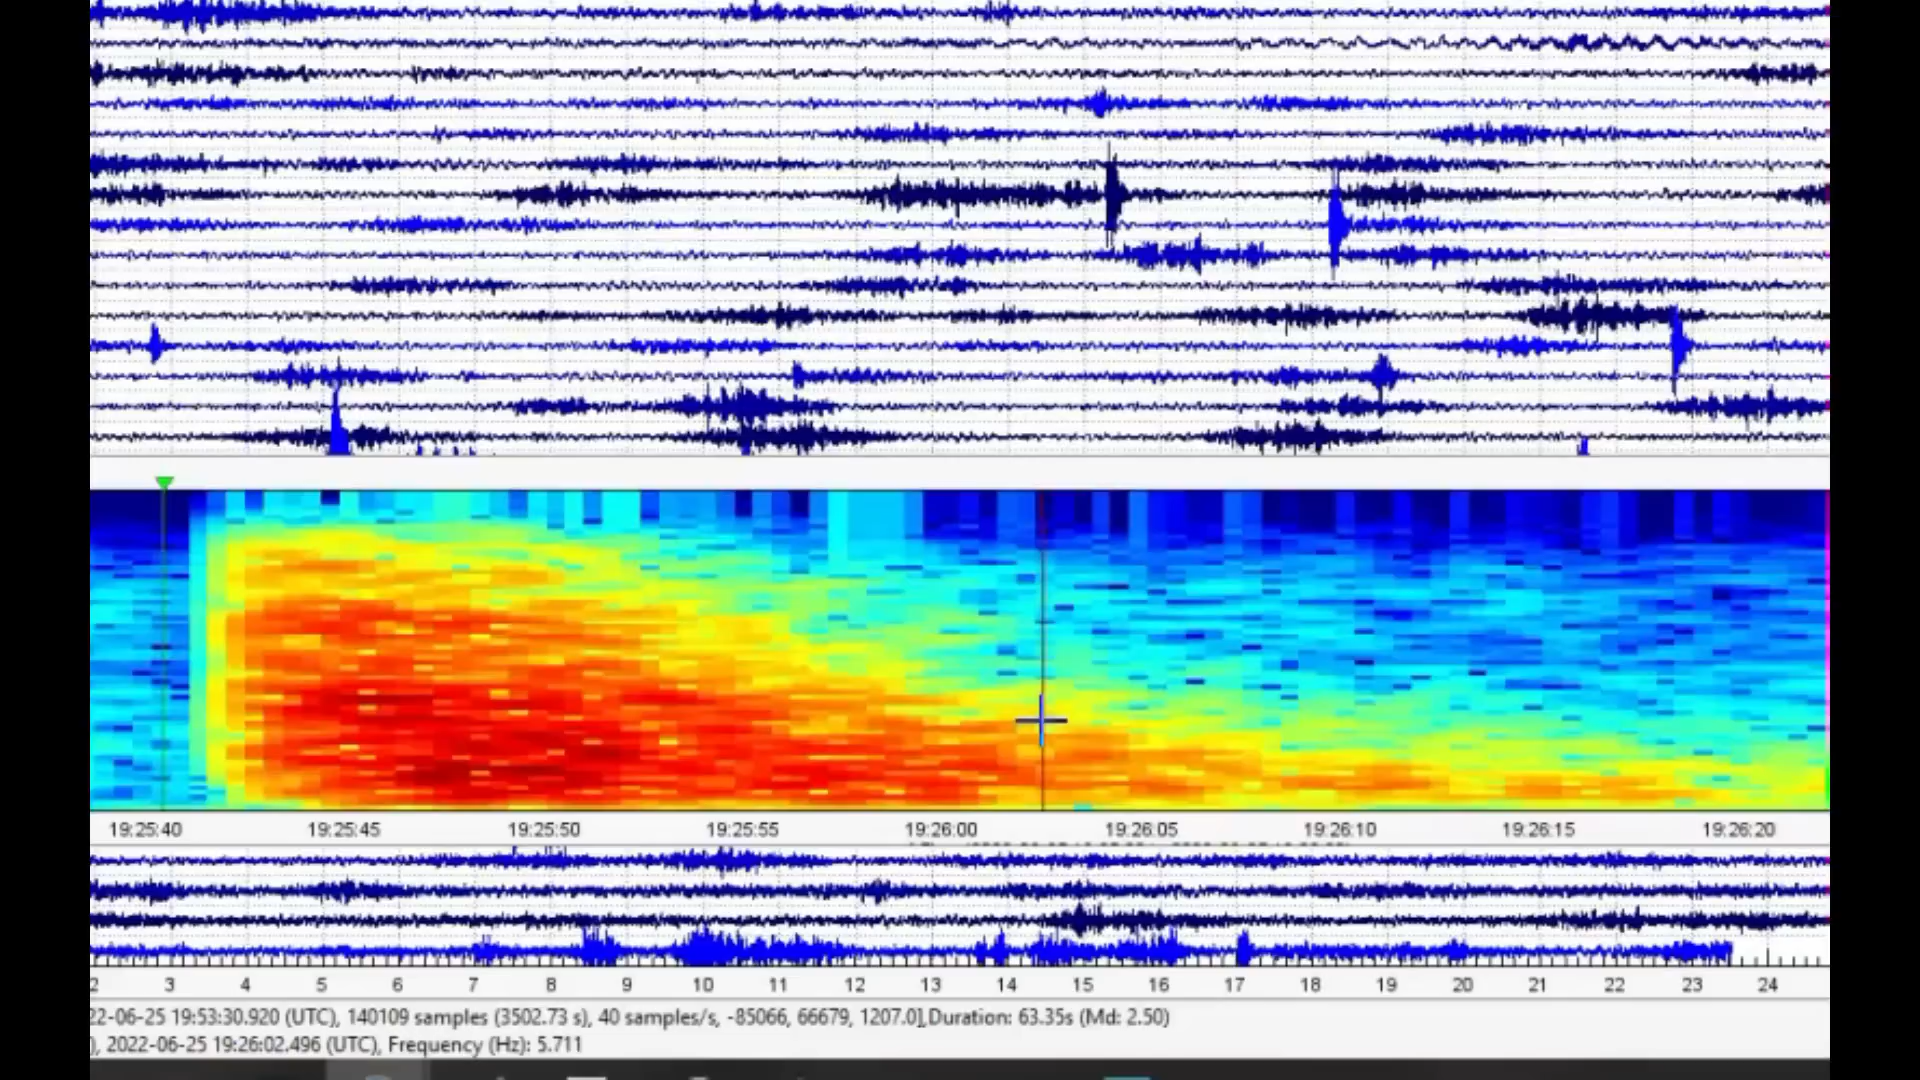 19:25:40 19:25:45 19:25:50 19:25:55 19:26:00 19:26:05 19:26:10 19:26:15 19:26:20
2 3 4 5 6 7 8 9 10 11 12 13 14 15 16 17 18 19 20 21 22 23 24
22-06-25 19:53:30.920 (UTC), 140109 samples (3502.73 s), 40 samples/s, -85066, 66679, 1207.0],Duration: 63.35s (Md: 2.50)
), 2022-06-25 19:26:02.496 (UTC), Frequency (Hz): 5.711